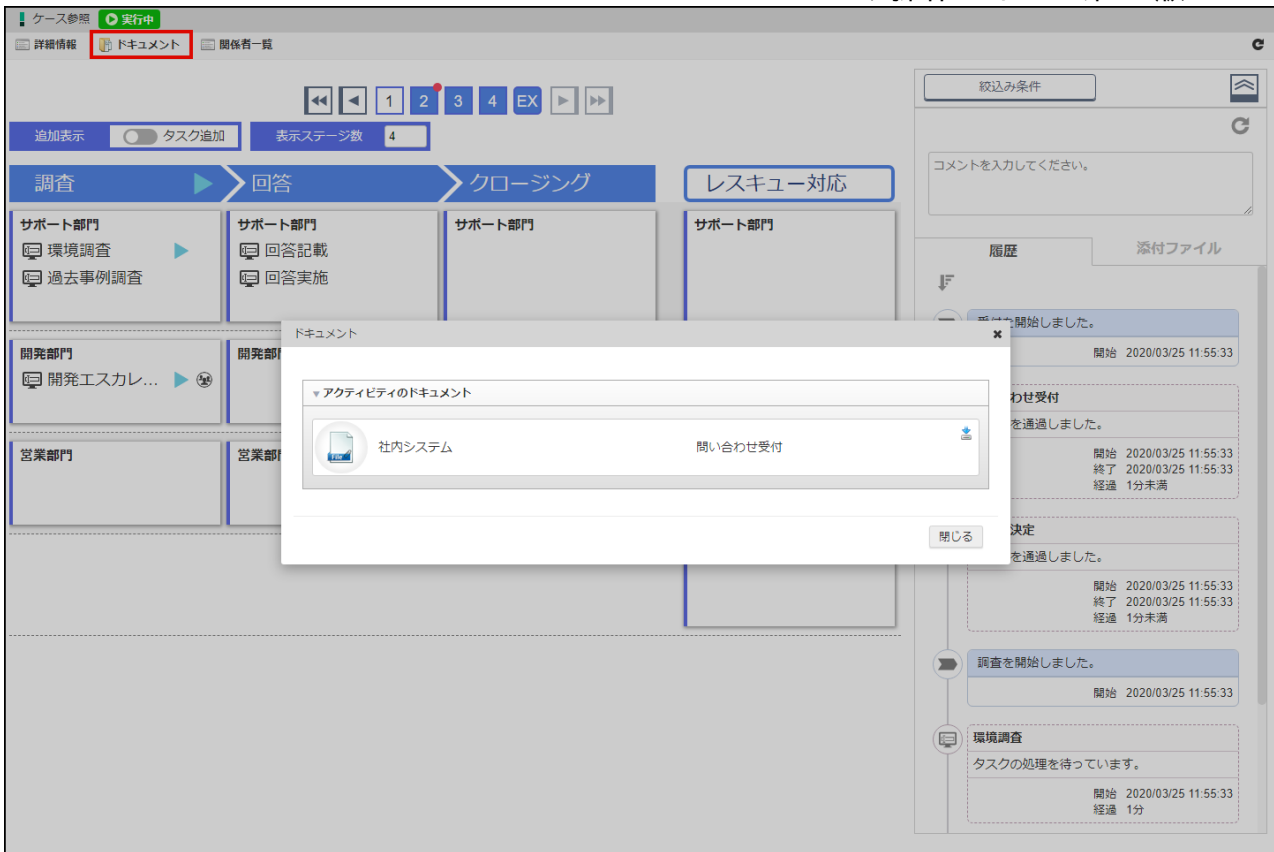 ケース参照 実行中
詳細情報 ドキュメント 関係者一覧
1 2 3 4 EX
追加表示 タスク追加 表示ステージ数 4
調査 回答 クロージング レスキュー対応
サポート部門 サポート部門 サポート部門 サポート部門
環境調査 回答記載
過去事例調査 回答実施
開発部門 開発部
開発エスカレ...
営業部門 営業部
ドキュメント
アクティビティのドキュメント
社内システム 問い合わせ受付
閉じる
絞込み条件
コメントを入力してください。
履歴 添付ファイル
開始しました。
開始 2020/03/25 11:55:33
わせ受付
を通過しました。
開始 2020/03/25 11:55:33
終了 2020/03/25 11:55:33
経過 1分未満
決定
を通過しました。
開始 2020/03/25 11:55:33
終了 2020/03/25 11:55:33
経過 1分未満
調査を開始しました。
開始 2020/03/25 11:55:33
環境調査
タスクの処理を待っています。
開始 2020/03/25 11:55:33
経過 1分